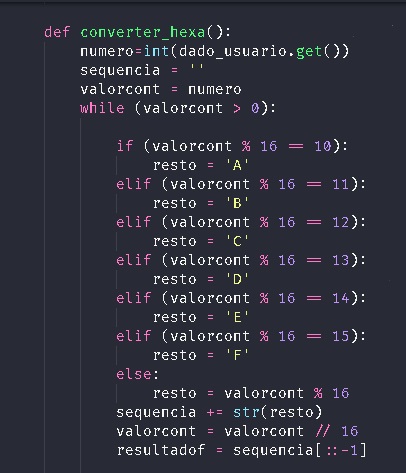 def converter_hexa():
    numero=int(dado_usuario.get())
    sequencia = ''
    valorcont = numero
    while (valorcont > 0):
        if (valorcont % 16 == 10):
            resto = 'A'
        elif (valorcont % 16 == 11):
            resto = 'B'
        elif (valorcont % 16 == 12):
            resto = 'C'
        elif (valorcont % 16 == 13):
            resto = 'D'
        elif (valorcont % 16 == 14):
            resto = 'E'
        elif (valorcont % 16 == 15):
            resto = 'F'
        else:
            resto = valorcont % 16
        sequencia += str(resto)
        valorcont = valorcont // 16
        resultadof = sequencia[::-1]